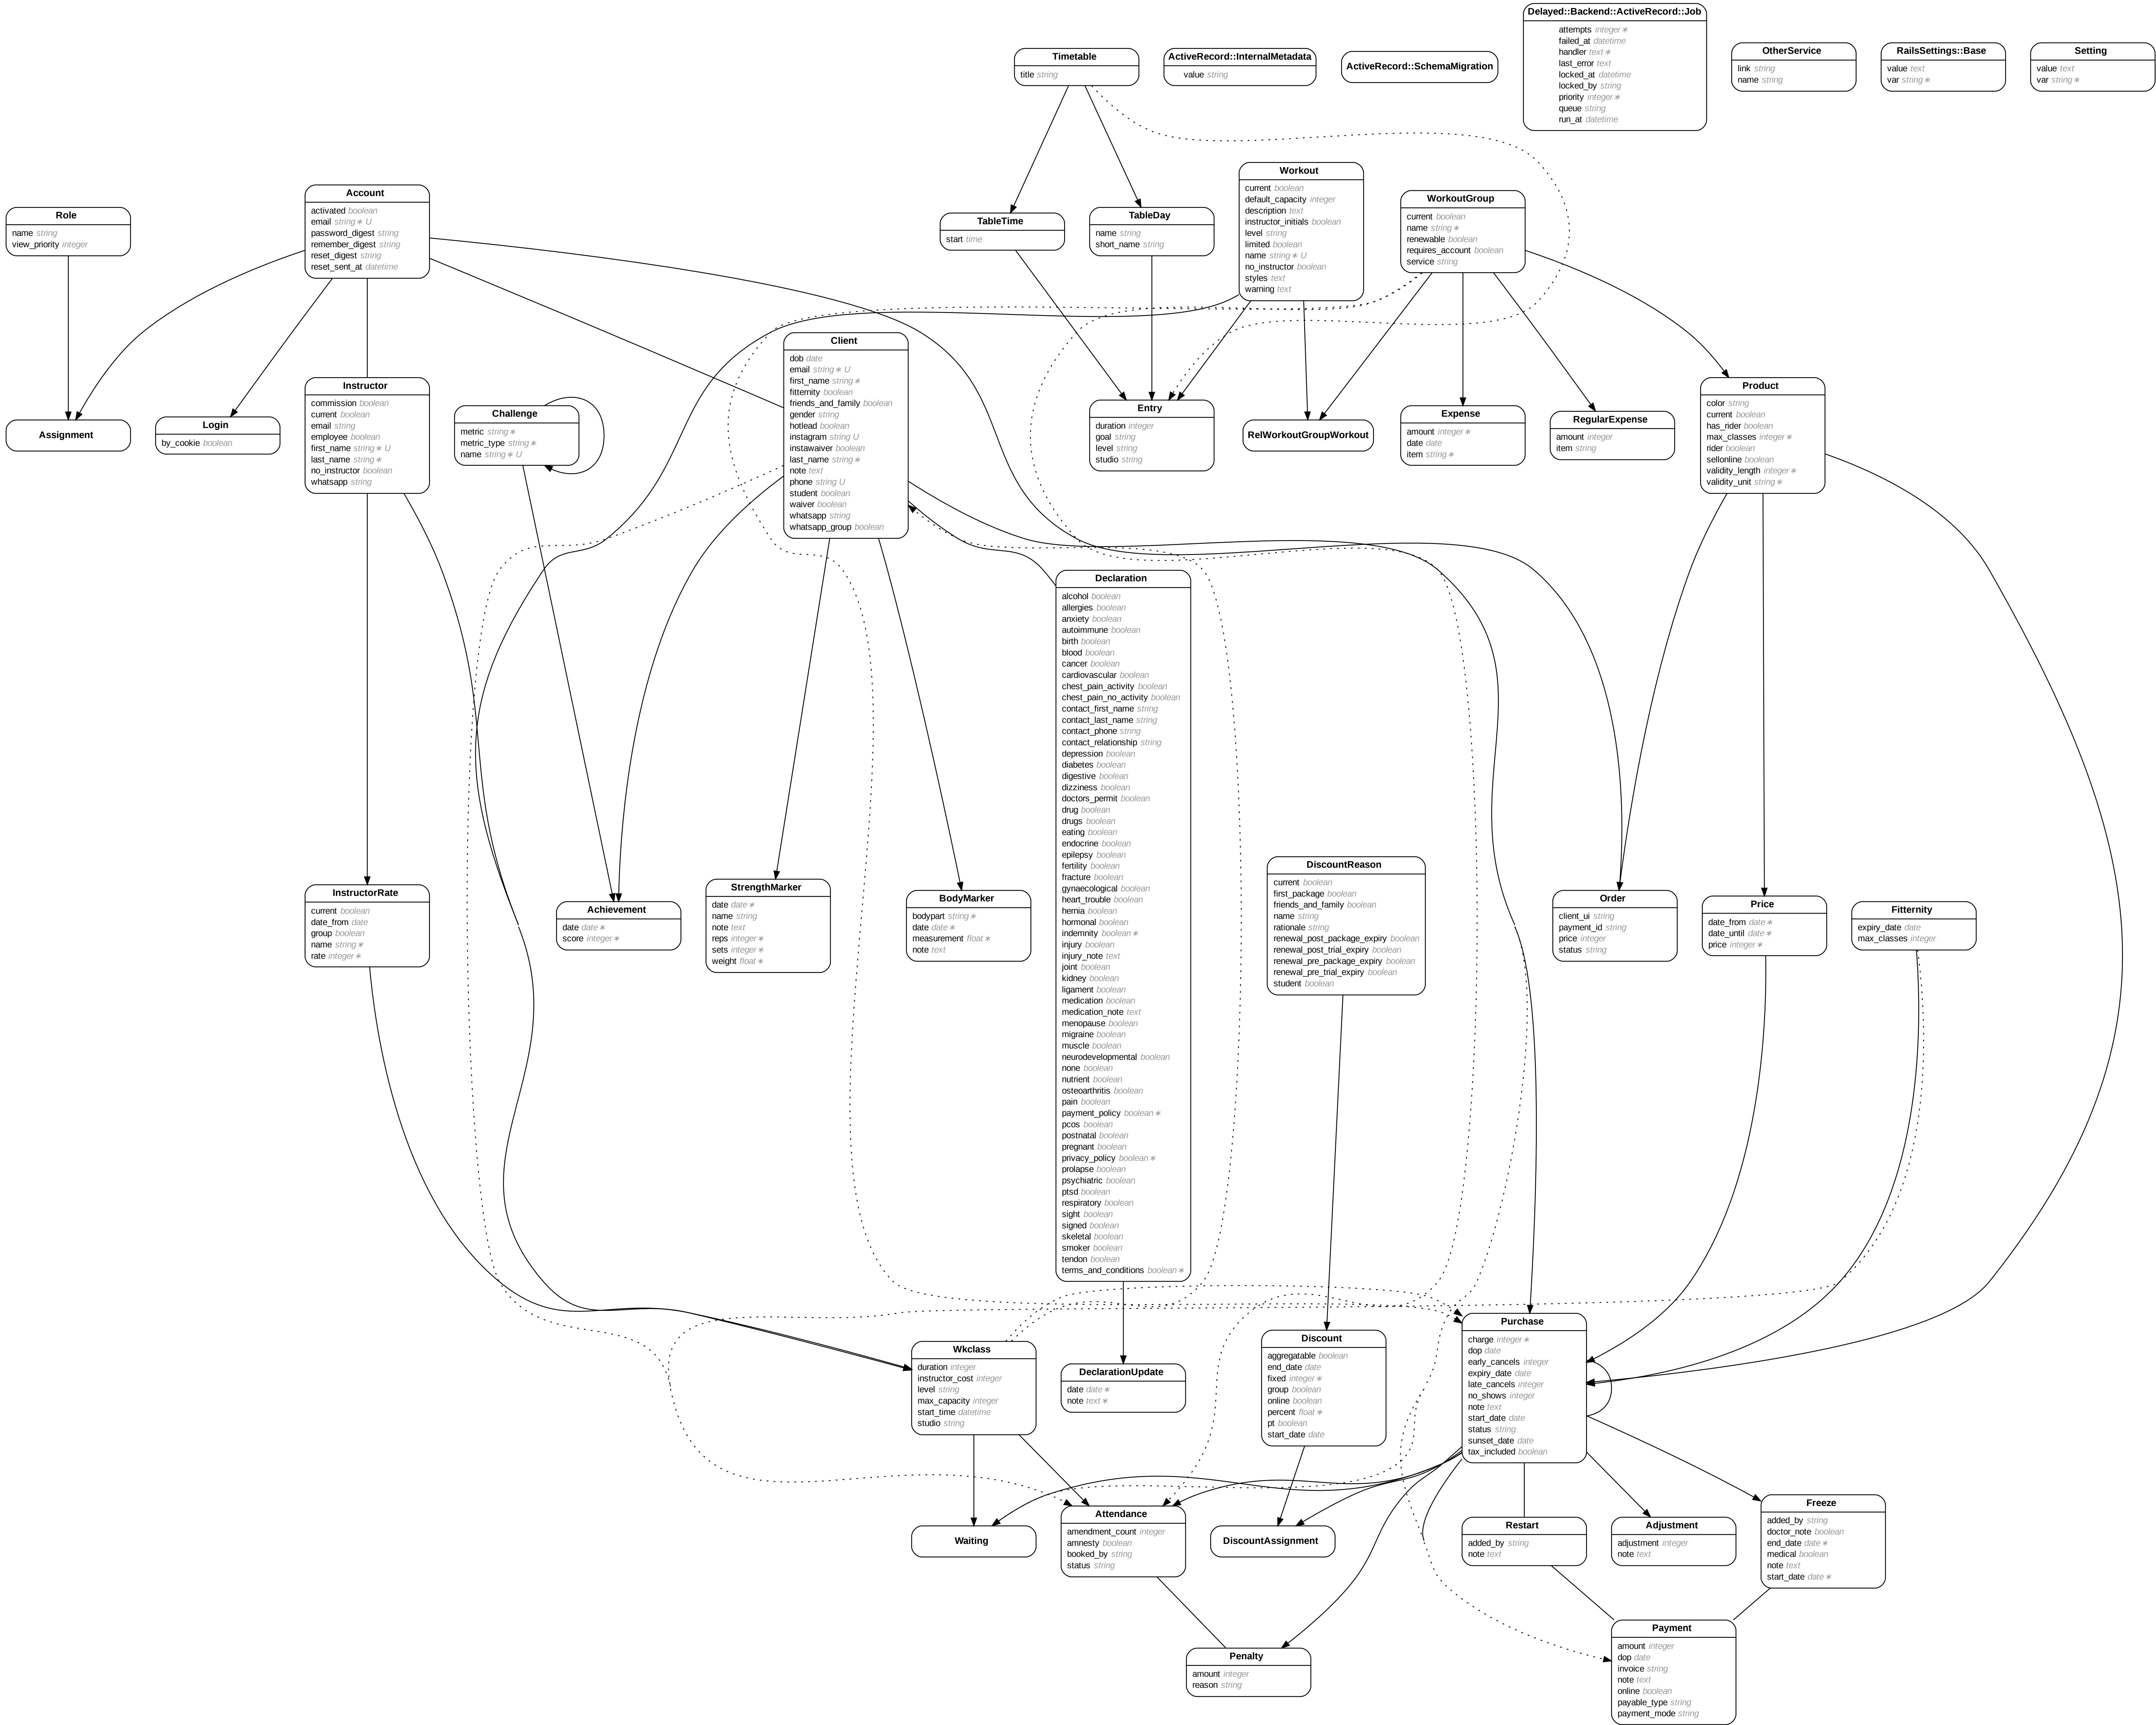 Delayed::Backend::ActiveRecord::Job
attempts integer∗
failed_at datetime
handler text∗
last_error text
locked_at datetime
locked_by string
priority integer∗
queue string
run_at datetime
Timetable
title string
ActiveRecord::InternalMetadata
value string
ActiveRecord::SchemaMigration
OtherService
link string
name string
RailsSettings::Base
value text
var string∗
Setting
value text
var string∗
Workout
current boolean
default_capacity integer
description text
instructor_initials boolean
level string
limited boolean
name string∗ U
no_instructor boolean
styles text
warning text
Account
activated boolean
email string∗ U
password_digest string
remember_digest string
reset_digest string
reset_sent_at datetime
WorkoutGroup
current boolean
name string∗
renewable boolean
requires_account boolean
service string
Role
name string
view_priority integer
TableTime
start time
TableDay
name string
short_name string
Client
dob date
email string∗ U
first_name string∗
fitternity boolean
friends_and_family boolean
gender string
hotlead boolean
instagram string U
instawaiver boolean
last_name string∗
note text
phone string U
student boolean
waiver boolean
whatsapp string
whatsapp_group boolean
Instructor
commission boolean
current boolean
email string
employee boolean
first_name string∗ U
last_name string∗
no_instructor boolean
whatsapp string
Product
color string
current boolean
has_rider boolean
max_classes integer∗
rider boolean
sellonline boolean
validity_length integer∗
validity_unit string∗
Assignment
Login
by_cookie boolean
Challenge
metric string∗
metric_type string∗
name string∗ U
Entry
duration integer
goal string
level string
studio string
RelWorkoutGroupWorkout
Expense
amount integer∗
date date
item string∗
RegularExpense
amount integer
item string
Declaration
alcohol boolean
allergies boolean
anxiety boolean
autoimmune boolean
birth boolean
blood boolean
cancer boolean
cardiovascular boolean
chest_pain_activity boolean
chest_pain_no_activity boolean
contact_first_name string
contact_last_name string
contact_phone string
contact_relationship string
depression boolean
diabetes boolean
digestive boolean
dizziness boolean
doctors_permit boolean
drug boolean
drugs boolean
eating boolean
endocrine boolean
epilepsy boolean
fertility boolean
fracture boolean
gynaecological boolean
heart_trouble boolean
hernia boolean
hormonal boolean
indemnity boolean∗
injury boolean
injury_note text
joint boolean
kidney boolean
ligament boolean
medication boolean
medication_note text
menopause boolean
migraine boolean
muscle boolean
neurodevelopmental boolean
none boolean
nutrient boolean
osteoarthritis boolean
pain boolean
payment_policy boolean∗
pcos boolean
postnatal boolean
pregnant boolean
privacy_policy boolean∗
prolapse boolean
psychiatric boolean
ptsd boolean
respiratory boolean
sight boolean
signed boolean
skeletal boolean
smoker boolean
tendon boolean
terms_and_conditions boolean∗
DiscountReason
current boolean
first_package boolean
friends_and_family boolean
name string
rationale string
renewal_post_package_expiry boolean
renewal_post_trial_expiry boolean
renewal_pre_package_expiry boolean
renewal_pre_trial_expiry boolean
student boolean
InstructorRate
current boolean
date_from date
group boolean
name string∗
rate integer∗
Achievement
date date∗
score integer∗
StrengthMarker
date date∗
name string
note text
reps integer∗
sets integer∗
weight float∗
BodyMarker
bodypart string∗
date date∗
measurement float∗
note text
Order
client_ui string
payment_id string
price integer
status string
Price
date_from date∗
date_until date∗
price integer∗
Fitternity
expiry_date date
max_classes integer
Wkclass
duration integer
instructor_cost integer
level string
max_capacity integer
start_time datetime
studio string
DeclarationUpdate
date date∗
note text∗
Discount
aggregatable boolean
end_date date
fixed integer∗
group boolean
online boolean
percent float∗
pt boolean
start_date date
Purchase
charge integer∗
dop date
early_cancels integer
expiry_date date
late_cancels integer
no_shows integer
note text
start_date date
status string
sunset_date date
tax_included boolean
Waiting
Attendance
amendment_count integer
amnesty boolean
booked_by string
status string
DiscountAssignment
Restart
added_by string
note text
Adjustment
adjustment integer
note text
Freeze
added_by string
doctor_note boolean
end_date date∗
medical boolean
note text
start_date date∗
Penalty
amount integer
reason string
Payment
amount integer
dop date
invoice string
note text
online boolean
payable_type string
payment_mode string